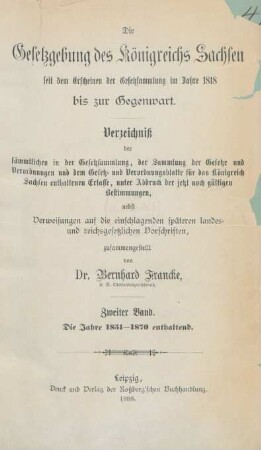 4
Die
Gesetzgebung des Königreichs Sachsen
seit dem Erscheinen der Gesetzsammlung im Jahre 1818
bis zur Gegenwart.
Verzeichniß
der
sämmtlichen in der Gesetzsammlung, der Sammlung der Gesetze und
Verordnungen und dem Gesetz- und Verordnungsblatte für das Königreich
Sachsen enthaltenen Erlasse, unter Abdruck der jetzt noch gültigen
Bestimmungen,
nebst
Verweisungen auf die einschlagenden späteren landes-
und reichsgesetzlichen Vorschriften,
zusammengestellt
von
Dr. Bernhard Francke,
Zweiter Band.
Die Jahre 1851—1870 enthaltend.
Leipzig,
Druck und Verlag der Roßberg'schen Buchhandlung.